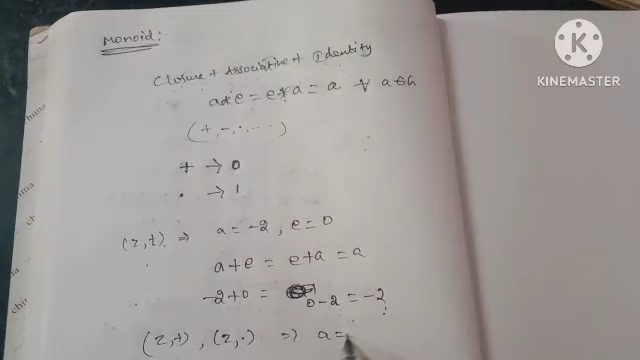 Monoid:
Closure + Associative + Identity
a*e = e*a = a ∀ a∈G
(+, -, ·, ...)
+ → 0
· → 1
(Z,+) ⇒ a = -2, e = 0
a+e = e+a = a
-2+0 = 0-2 = -2
(Z,+), (Z,·) ⇒ a =
KINEMASTER